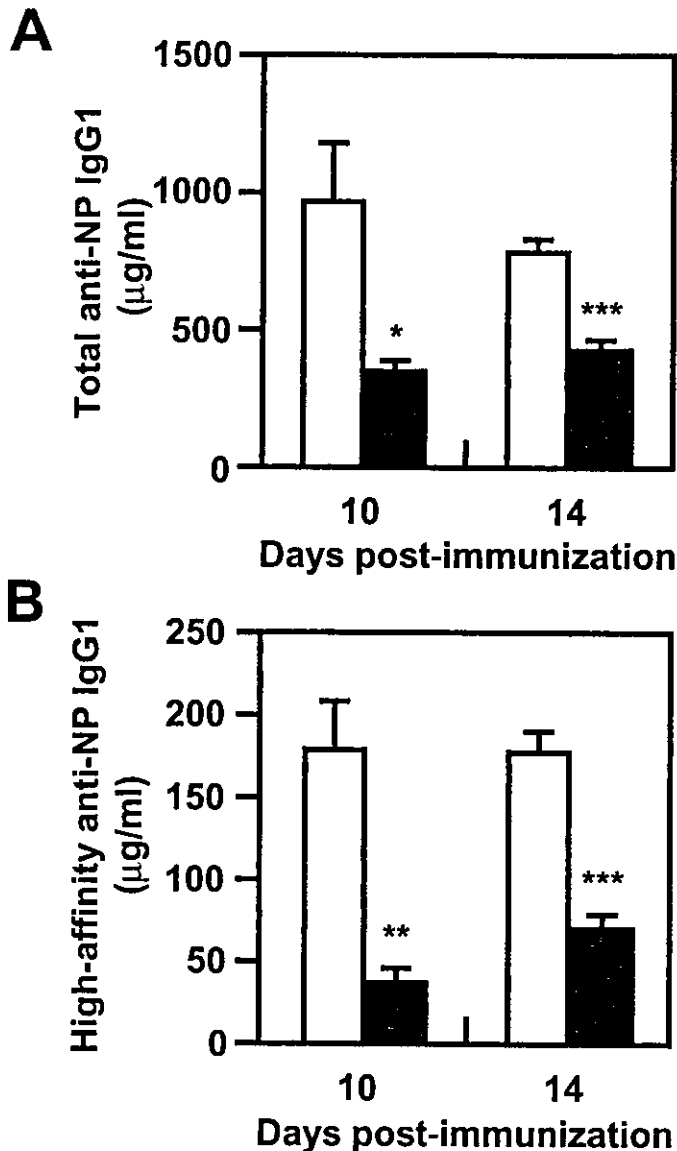 A
Total anti-NP IgG1
(μg/ml)
1500
1000
500
0
*
***
10
14
Days post-immunization
B
High-affinity anti-NP IgG1
(μg/ml)
250
200
150
100
50
0
**
***
10
14
Days post-immunization